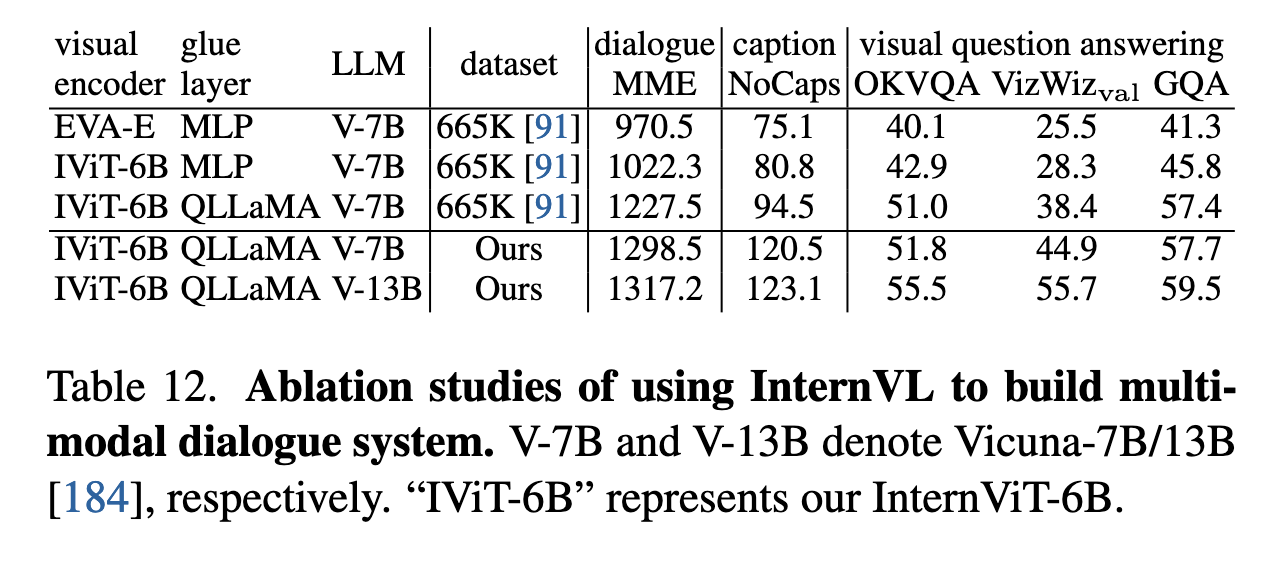 visual glue LLM dataset dialogue caption visual question answering
encoder layer MME NoCaps OKVQA VizWizval GQA
EVA-E MLP V-7B 665K [91] 970.5 75.1 40.1 25.5 41.3
IViT-6B MLP V-7B 665K [91] 1022.3 80.8 42.9 28.3 45.8
IViT-6B QLLaMA V-7B 665K [91] 1227.5 94.5 51.0 38.4 57.4
IViT-6B QLLaMA V-7B Ours 1298.5 120.5 51.8 44.9 57.7
IViT-6B QLLaMA V-13B Ours 1317.2 123.1 55.5 55.7 59.5
Table 12. Ablation studies of using InternVL to build multi-
modal dialogue system. V-7B and V-13B denote Vicuna-7B/13B
[184], respectively. “IViT-6B” represents our InternViT-6B.